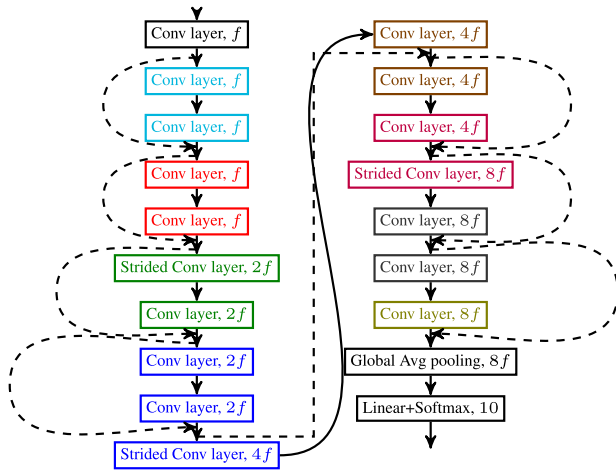 Conv layer, f
Conv layer, f
Conv layer, f
Conv layer, f
Conv layer, f
Strided Conv layer, 2f
Conv layer, 2f
Conv layer, 2f
Conv layer, 2f
Strided Conv layer, 4f
Conv layer, 4f
Conv layer, 4f
Conv layer, 4f
Strided Conv layer, 8f
Conv layer, 8f
Conv layer, 8f
Conv layer, 8f
Global Avg pooling, 8f
Linear+Softmax, 10